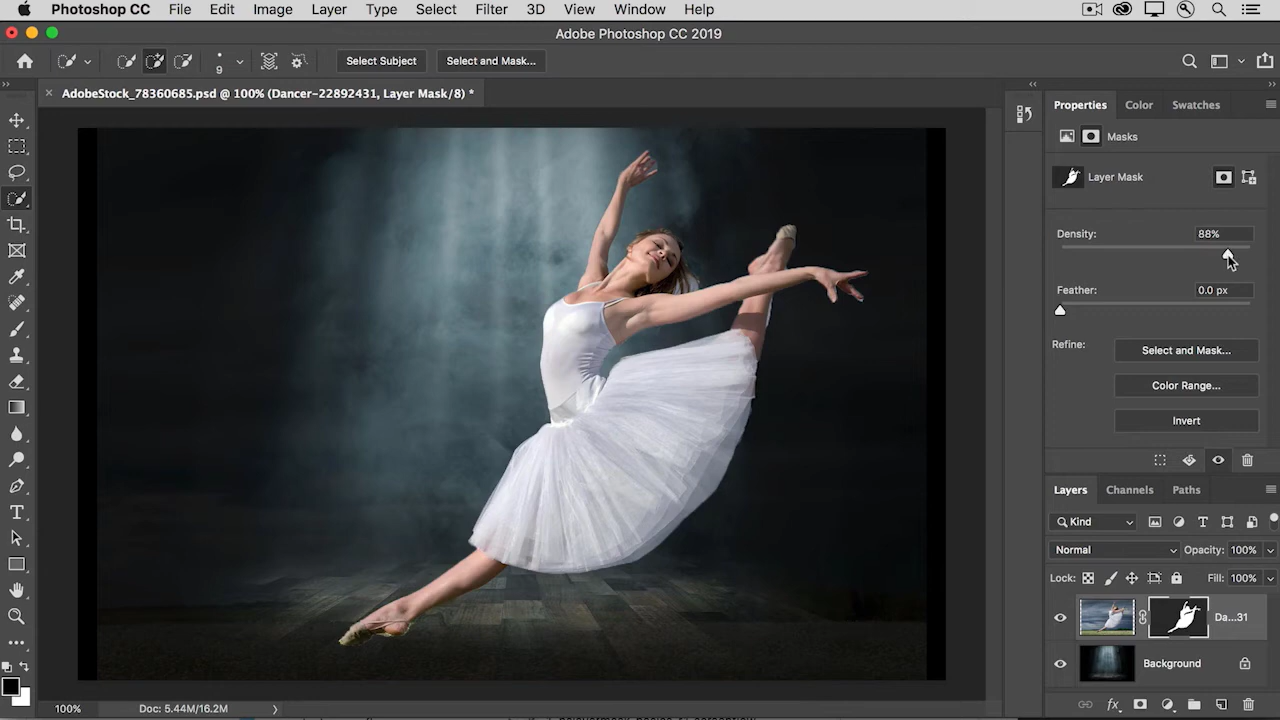 Photoshop CC File Edit Image Layer Type Select Filter 3D View Window Help
Adobe Photoshop CC 2019
9 Select Subject Select and Mask...
× AdobeStock_78360685.psd @ 100% (Dancer-22892431, Layer Mask/8) *
Properties Color Swatches
Masks
Layer Mask
Density: 88%
Feather: 0.0 px
Refine: Select and Mask...
Color Range...
Invert
Layers Channels Paths
Kind
Normal Opacity: 100%
Lock: Fill: 100%
Da...31
Background
fx
100% Doc: 5.44M/16.2M